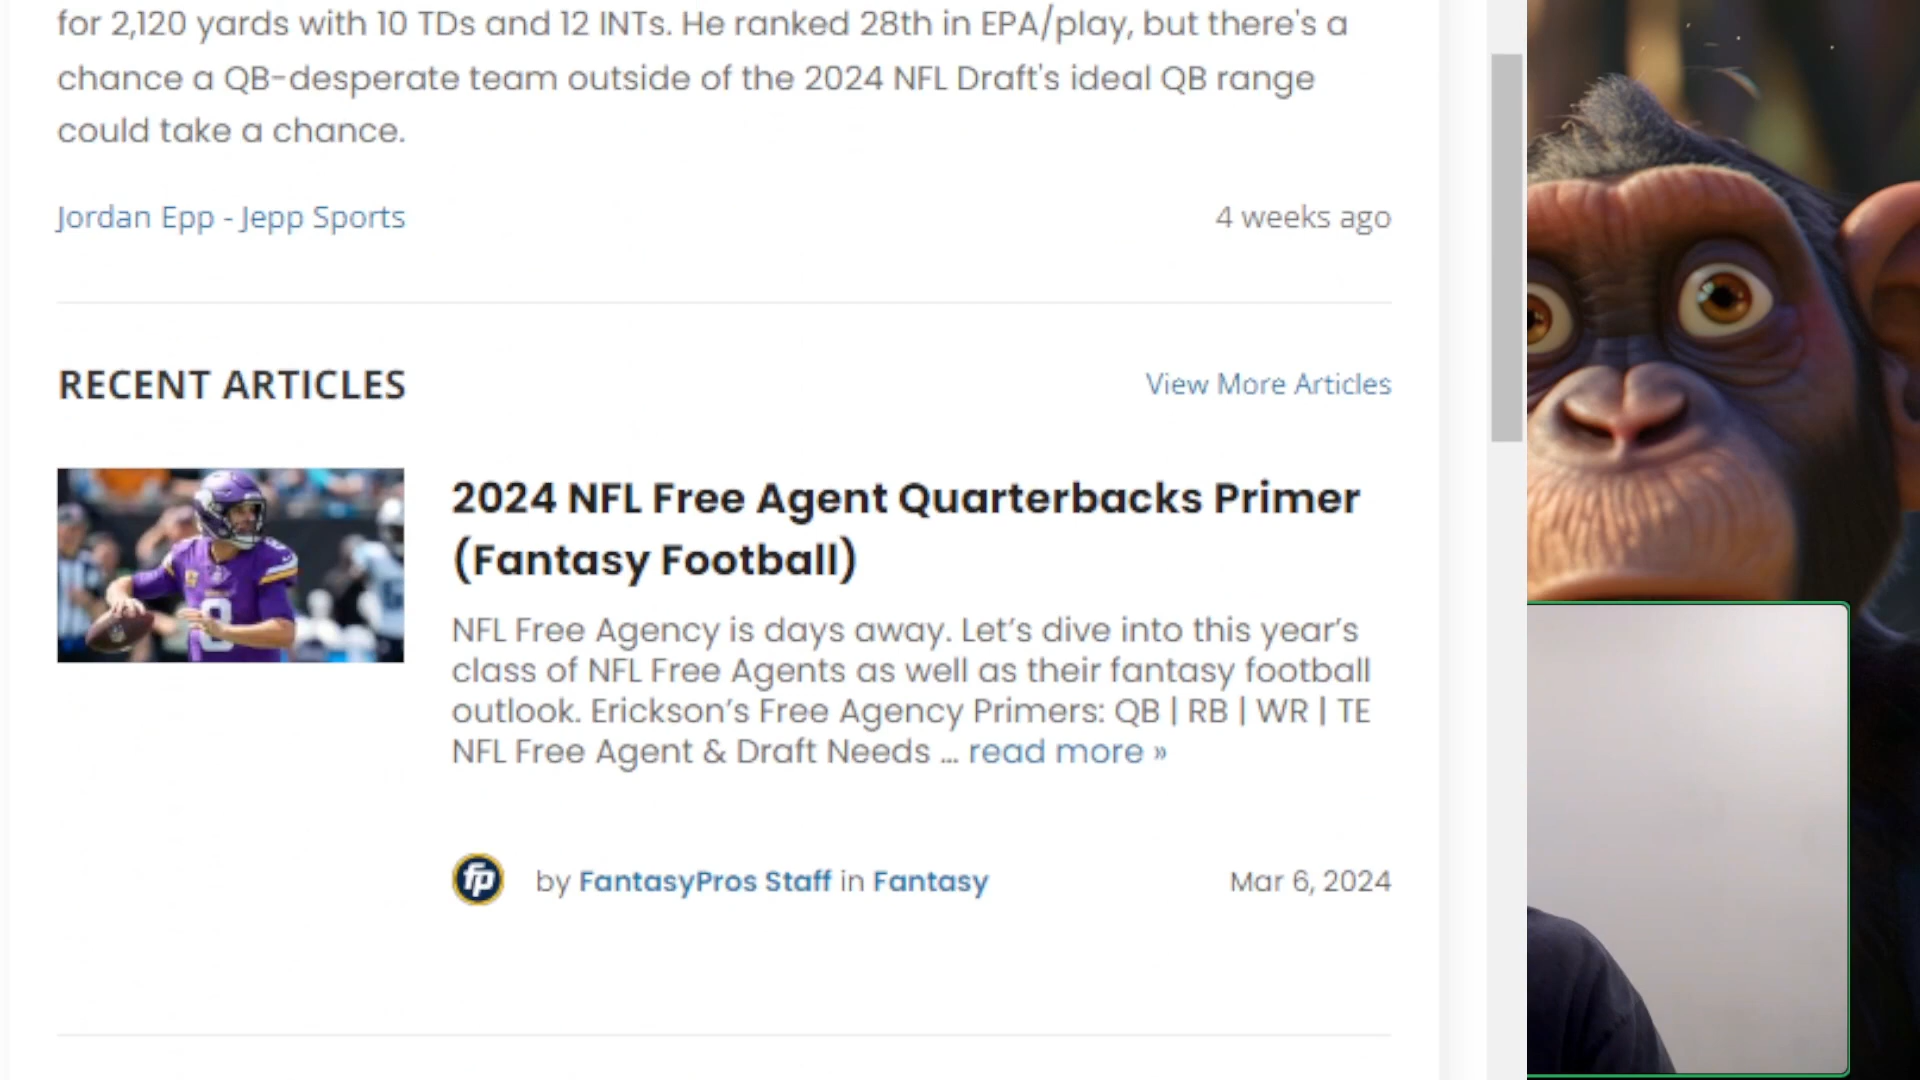 for 2,120 yards with 10 TDs and 12 INTs. He ranked 28th in EPA/play, but there's a
chance a QB-desperate team outside of the 2024 NFL Draft's ideal QB range
could take a chance.
Jordan Epp - Jepp Sports
4 weeks ago
RECENT ARTICLES
View More Articles
2024 NFL Free Agent Quarterbacks Primer
(Fantasy Football)
NFL Free Agency is days away. Let’s dive into this year’s
class of NFL Free Agents as well as their fantasy football
outlook. Erickson’s Free Agency Primers: QB | RB | WR | TE
NFL Free Agent & Draft Needs ... read more »
fp
by FantasyPros Staff in Fantasy
Mar 6, 2024
8